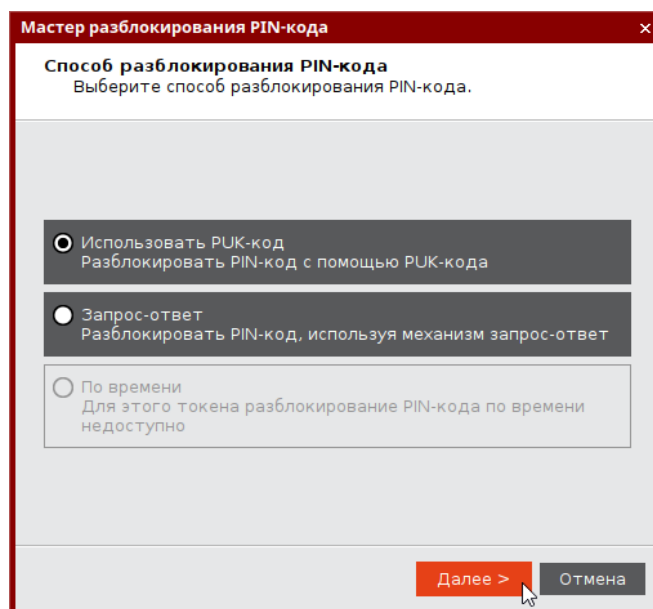 Мастер разблокирования PIN-кода ×
Способ разблокирования PIN-кода
Выберите способ разблокирования PIN-кода.
Использовать PUK-код
Разблокировать PIN-код с помощью PUK-кода
Запрос-ответ
Разблокировать PIN-код, используя механизм запрос-ответ
По времени
Для этого токена разблокирование PIN-кода по времени
недоступно
Далее > Отмена